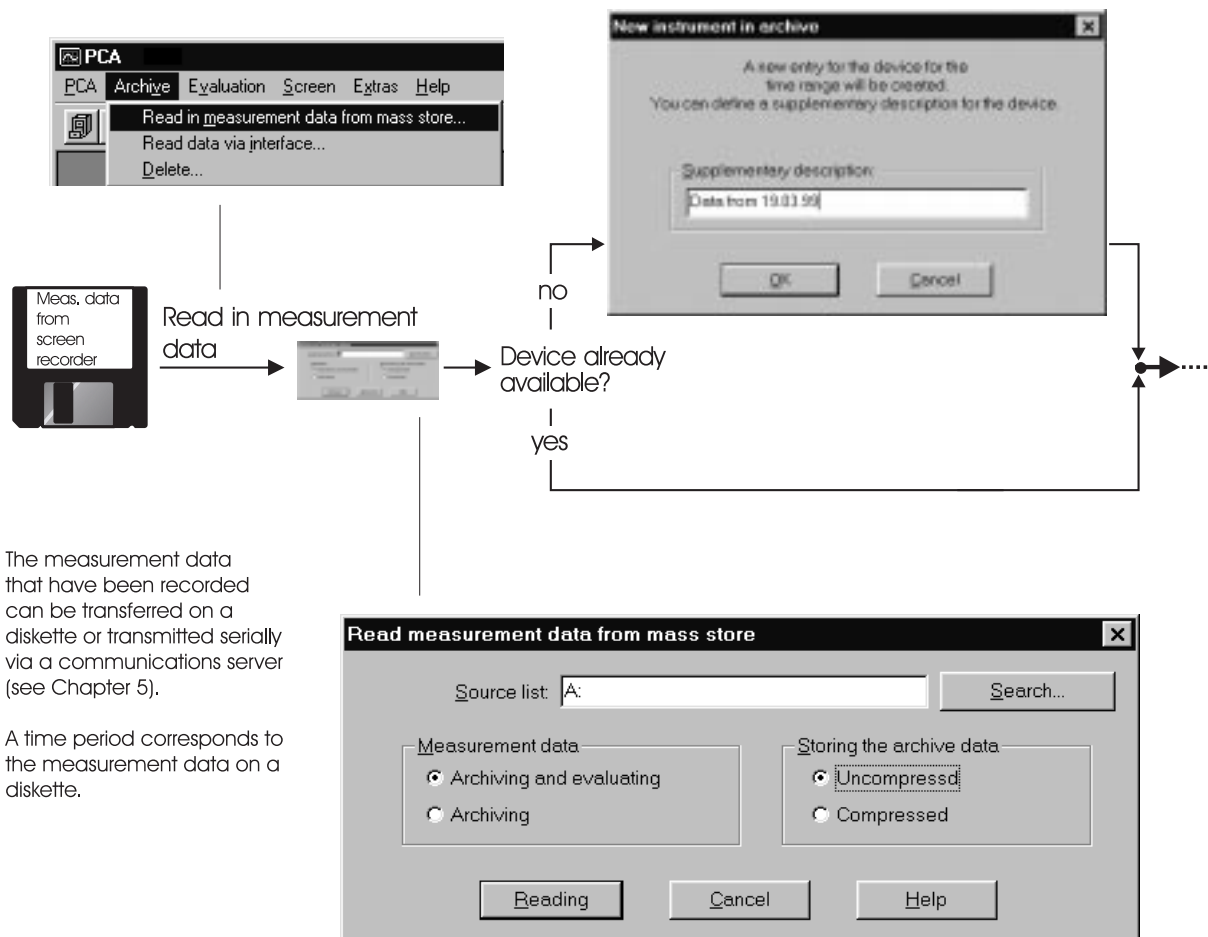 PCA
PCA Archive Evaluation Screen Extras Help
Read in measurement data from mass store...
Read data via interface...
Delete...
New instrument in archive
A new entry for the device for the
time range will be created.
You can define a supplementary description for the device.
Supplementary description:
Data from 19.03.99
OK Cancel
Meas. data
from
screen
recorder
Read in measurement
data
Device already
available?
no
yes
The measurement data
that have been recorded
can be transferred on a
diskette or transmitted serially
via a communications server
(see Chapter 5).
A time period corresponds to
the measurement data on a
diskette.
Read measurement data from mass store
Source list: A: Search...
Measurement data
Archiving and evaluating
Archiving
Storing the archive data
Uncompressd
Compressed
Reading Cancel Help